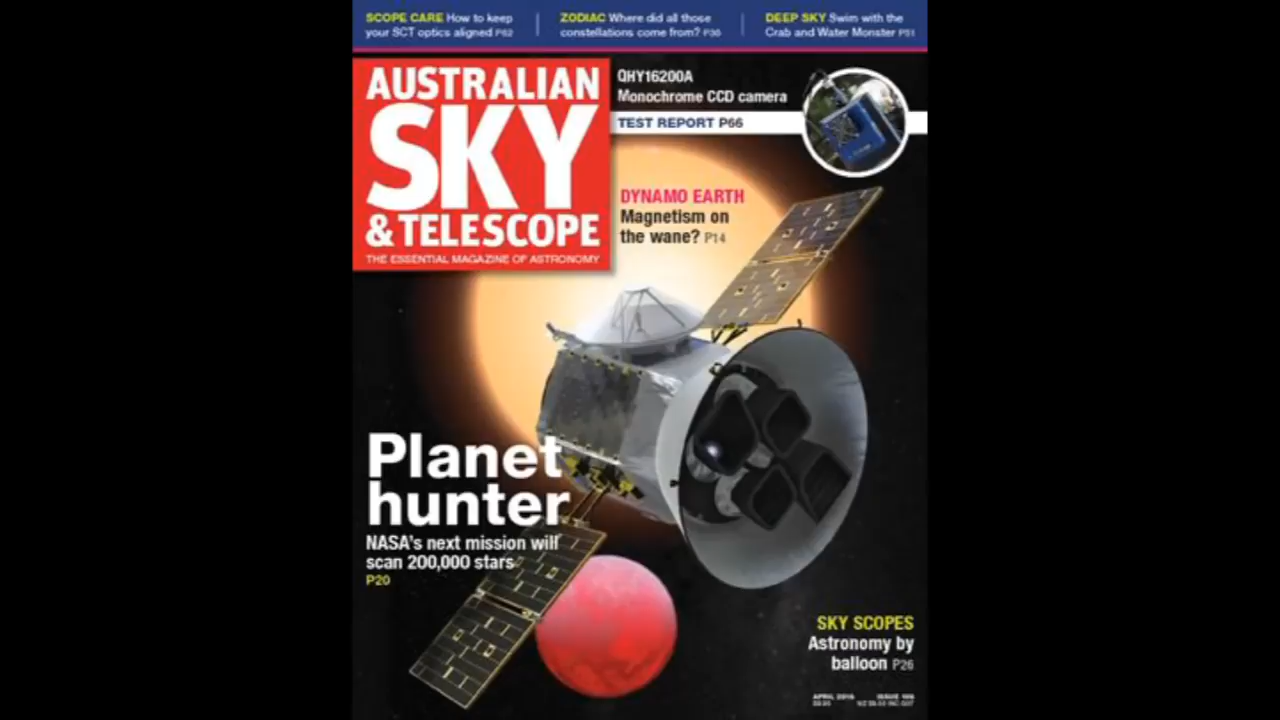 SCOPE CARE How to keep
your SCT optics aligned P62
ZODIAC Where did all those
constellations come from?
DEEP SKY Swim with the
Crab and Water Monster
AUSTRALIAN
SKY
& TELESCOPE
THE ESSENTIAL MAGAZINE OF ASTRONOMY
QHY16200A
Monochrome CCD camera
TEST REPORT P66
DYNAMO EARTH
Magnetism on
the wane? P14
Planet
hunter
NASA's next mission will
scan 200,000 stars
P20
SKY SCOPES
Astronomy by
balloon P26
APRIL ISSUE